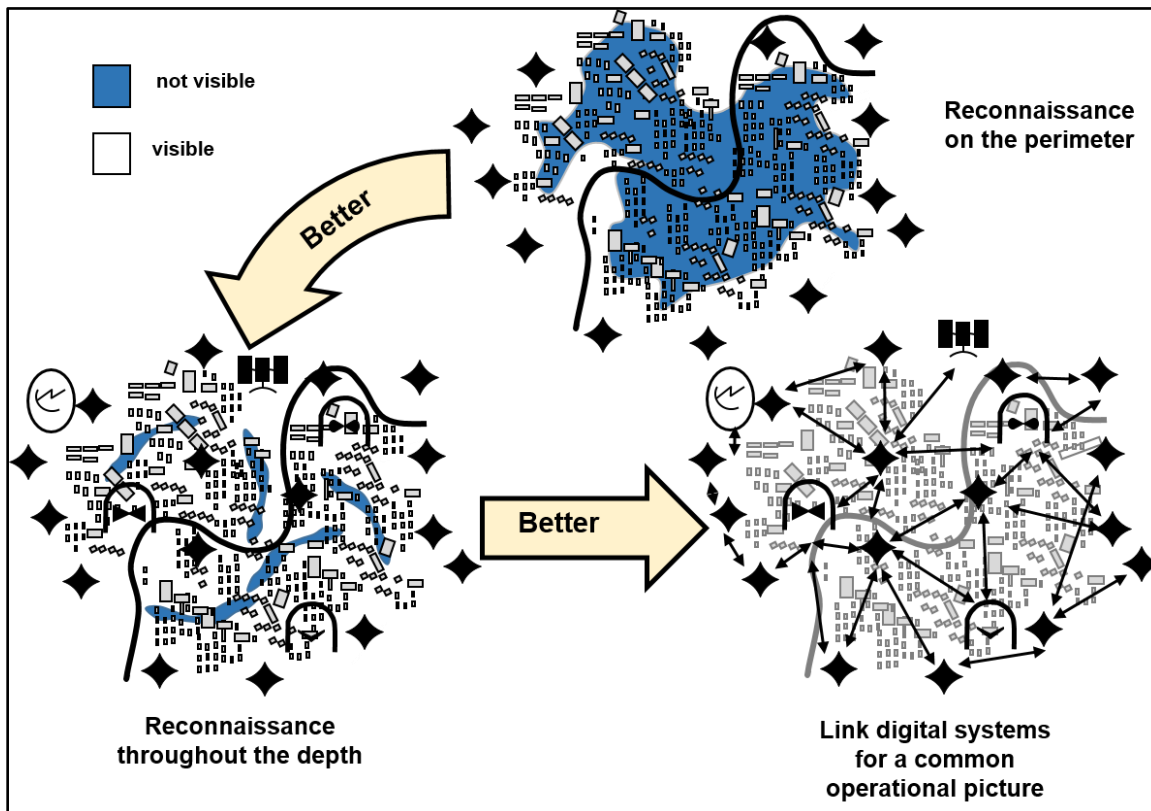 not visible
visible
Reconnaissance
on the perimeter
Better
Better
Reconnaissance
throughout the depth
Link digital systems
for a common
operational picture